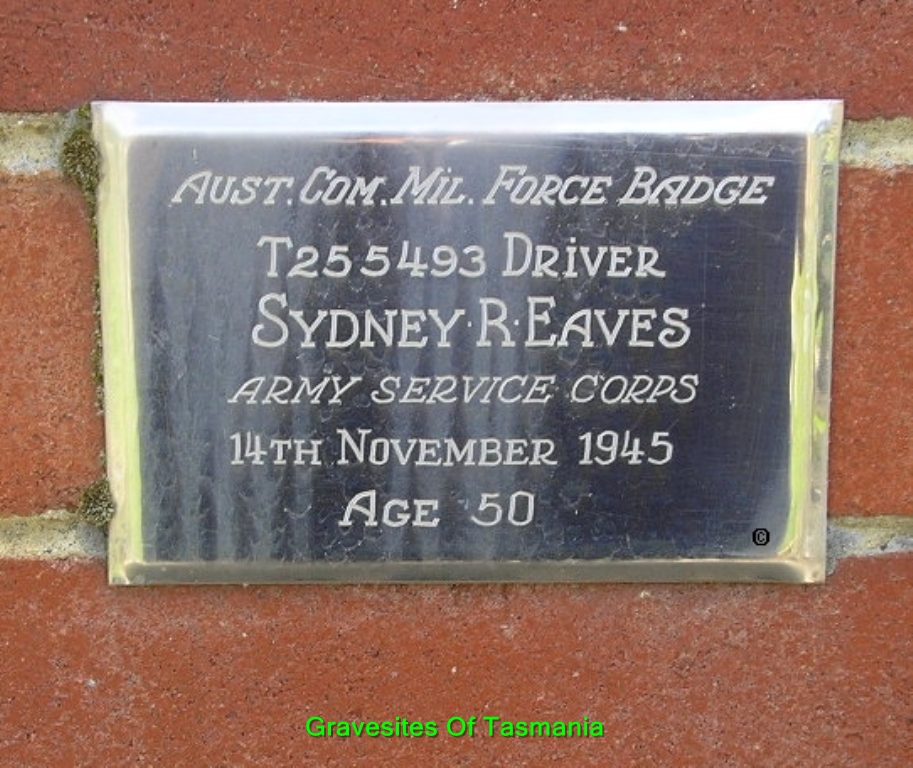 AUST. COM. MIL. FORCE BADGE
T255493 DRIVER
SYDNEY·R·EAVES
ARMY SERVICE CORPS
14TH NOVEMBER 1945
AGE 50
©
Gravesites Of Tasmania